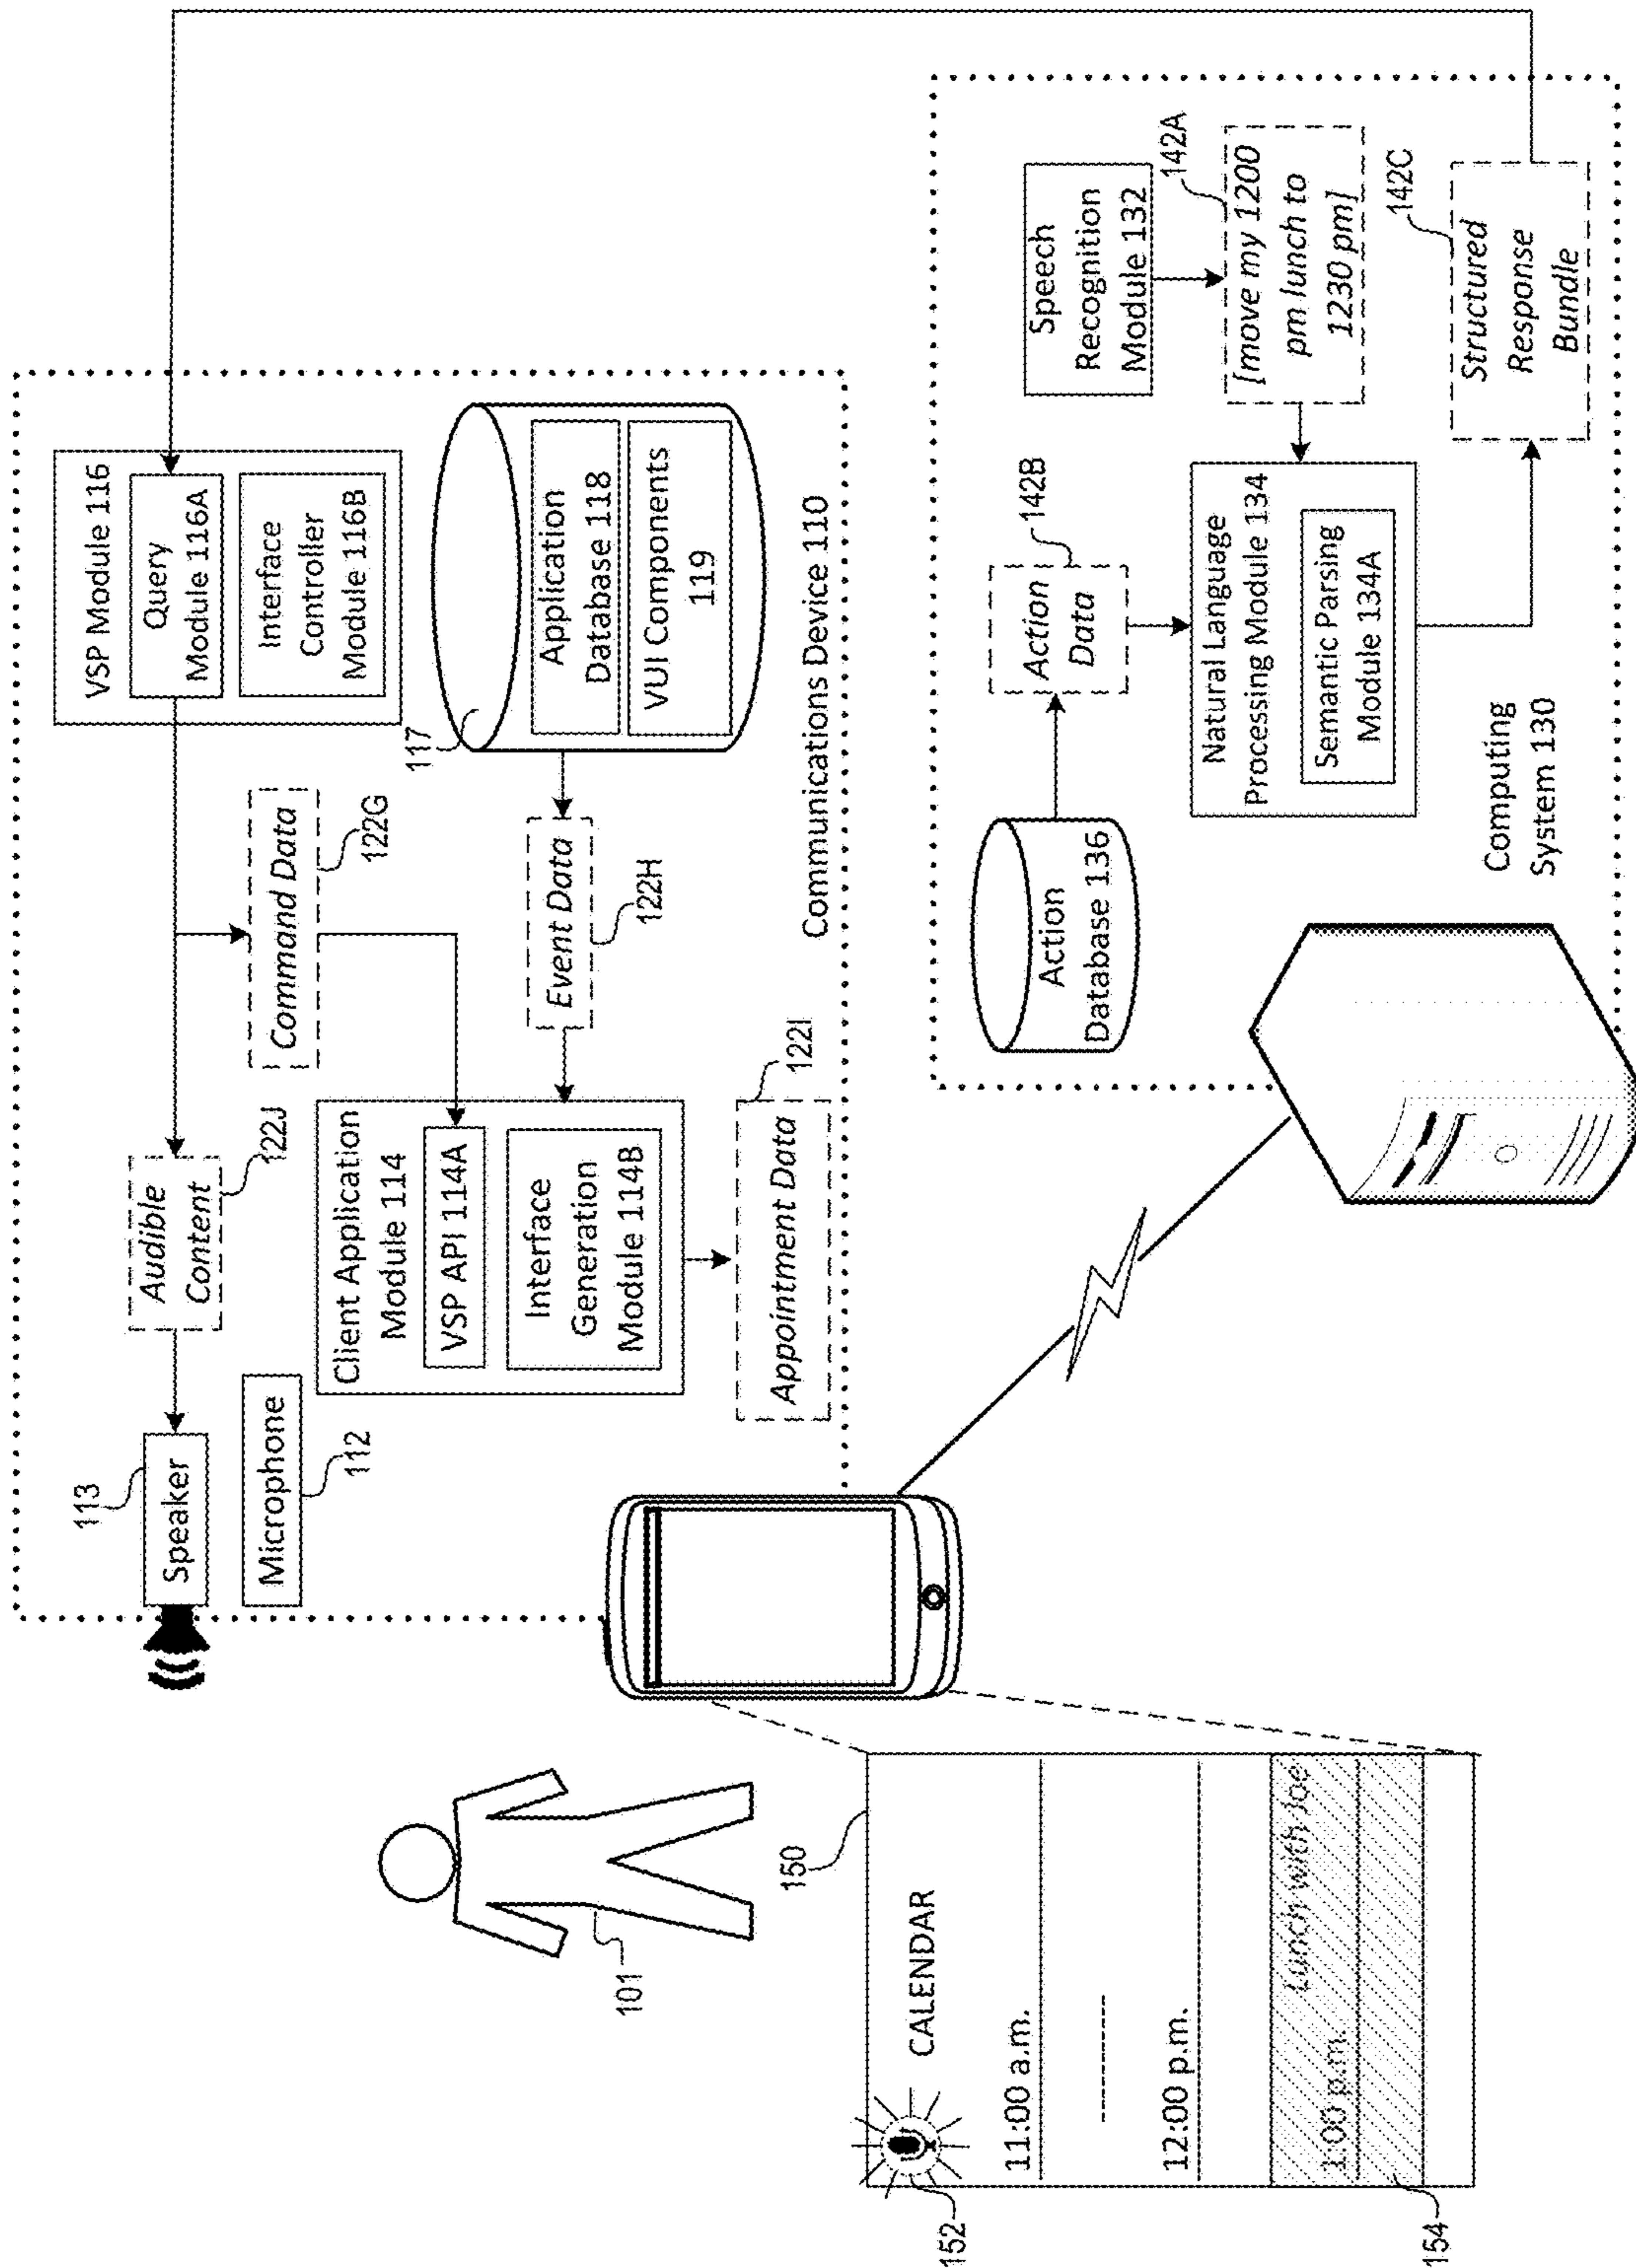 113
Speaker
Microphone
112
Audible
Content
122J
Command Data
122G
VSP Module 116
Query
Module 116A
Interface
Controller
Module 116B
Client Application
Module 114
VSP API 114A
Interface
Generation
Module 114B
Event Data
122H
117
Application
Database 118
VUI Components
119
Appointment Data
122I
Communications Device 110
101
150
CALENDAR
152
11:00 a.m.
12:00 p.m.
Lunch with Joe
1:00 p.m.
154
Action
Database 136
Action
Data
142B
Speech
Recognition
Module 132
142A
[move my 1200
pm lunch to
1230 pm]
Natural Language
Processing Module 134
Semantic Parsing
Module 134A
142C
Structured
Response
Bundle
Computing
System 130